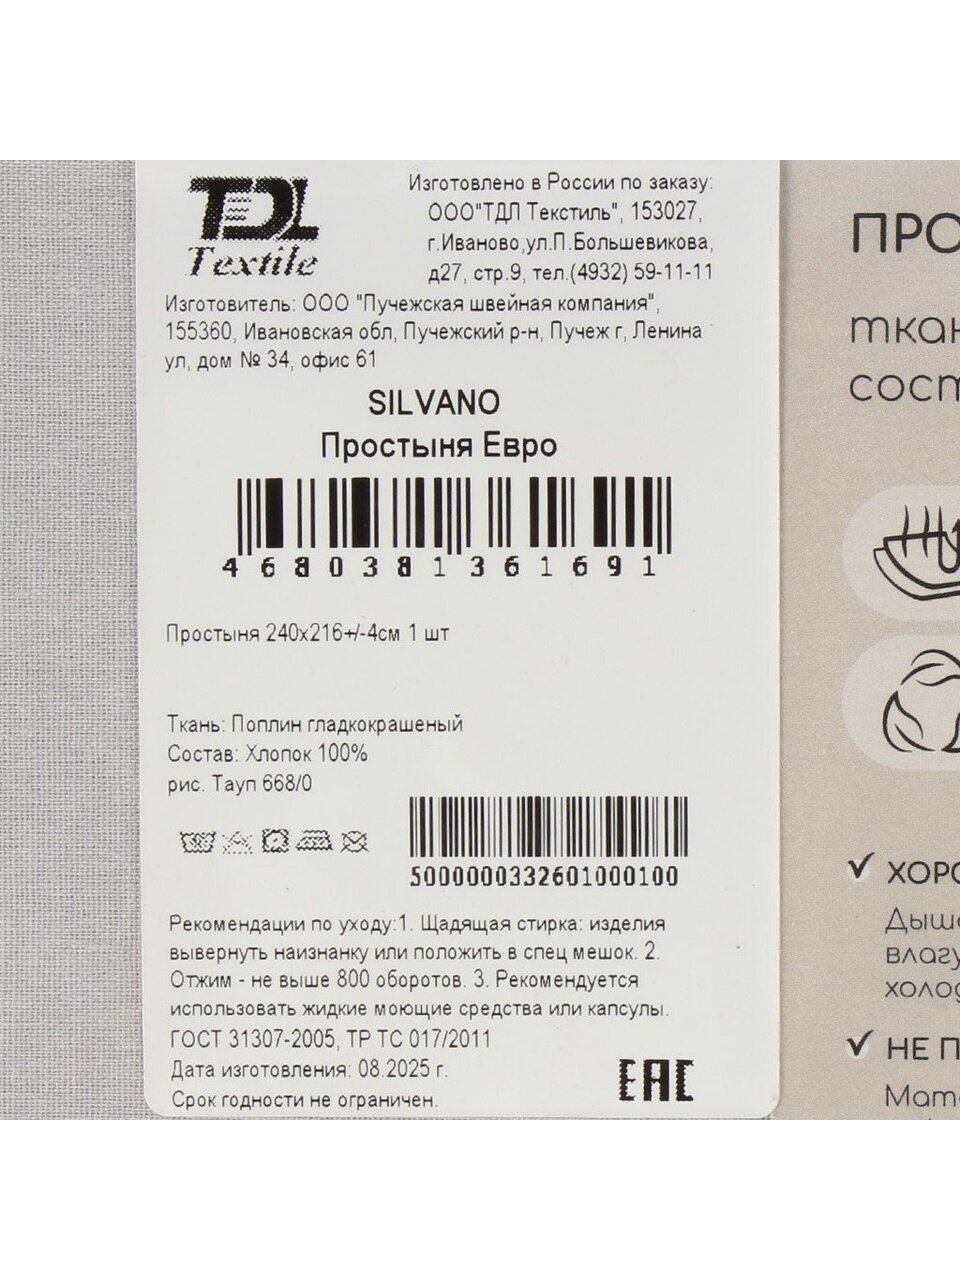 TDL
Textile
Изготовлено в России по заказу:
ООО"ТДЛ Текстиль", 153027,
г.Иваново,ул.П.Большевикова,
д27, стр.9, тел.(4932) 59-11-11
Изготовитель: ООО "Пучежская швейная компания",
155360, Ивановская обл, Пучежский р-н, Пучеж г, Ленина
ул, дом № 34, офис 61
SILVANO
Простыня Евро
4680381361691
Простыня 240x216+/-4см 1 шт
Ткань: Поплин гладкокрашеный
Состав: Хлопок 100%
рис. Тауп 668/0
5000000332601000100
Рекомендации по уходу:1. Щадящая стирка: изделия
вывернуть наизнанку или положить в спец мешок. 2.
Отжим - не выше 800 оборотов. 3. Рекомендуется
использовать жидкие моющие средства или капсулы.
ГОСТ 31307-2005, ТР ТС 017/2011
Дата изготовления: 08.2025 г.
Срок годности не ограничен.
EAC
ПРО
ткан
сост
ХОРО
Дыша
влагу
холод
НЕ П
Мате